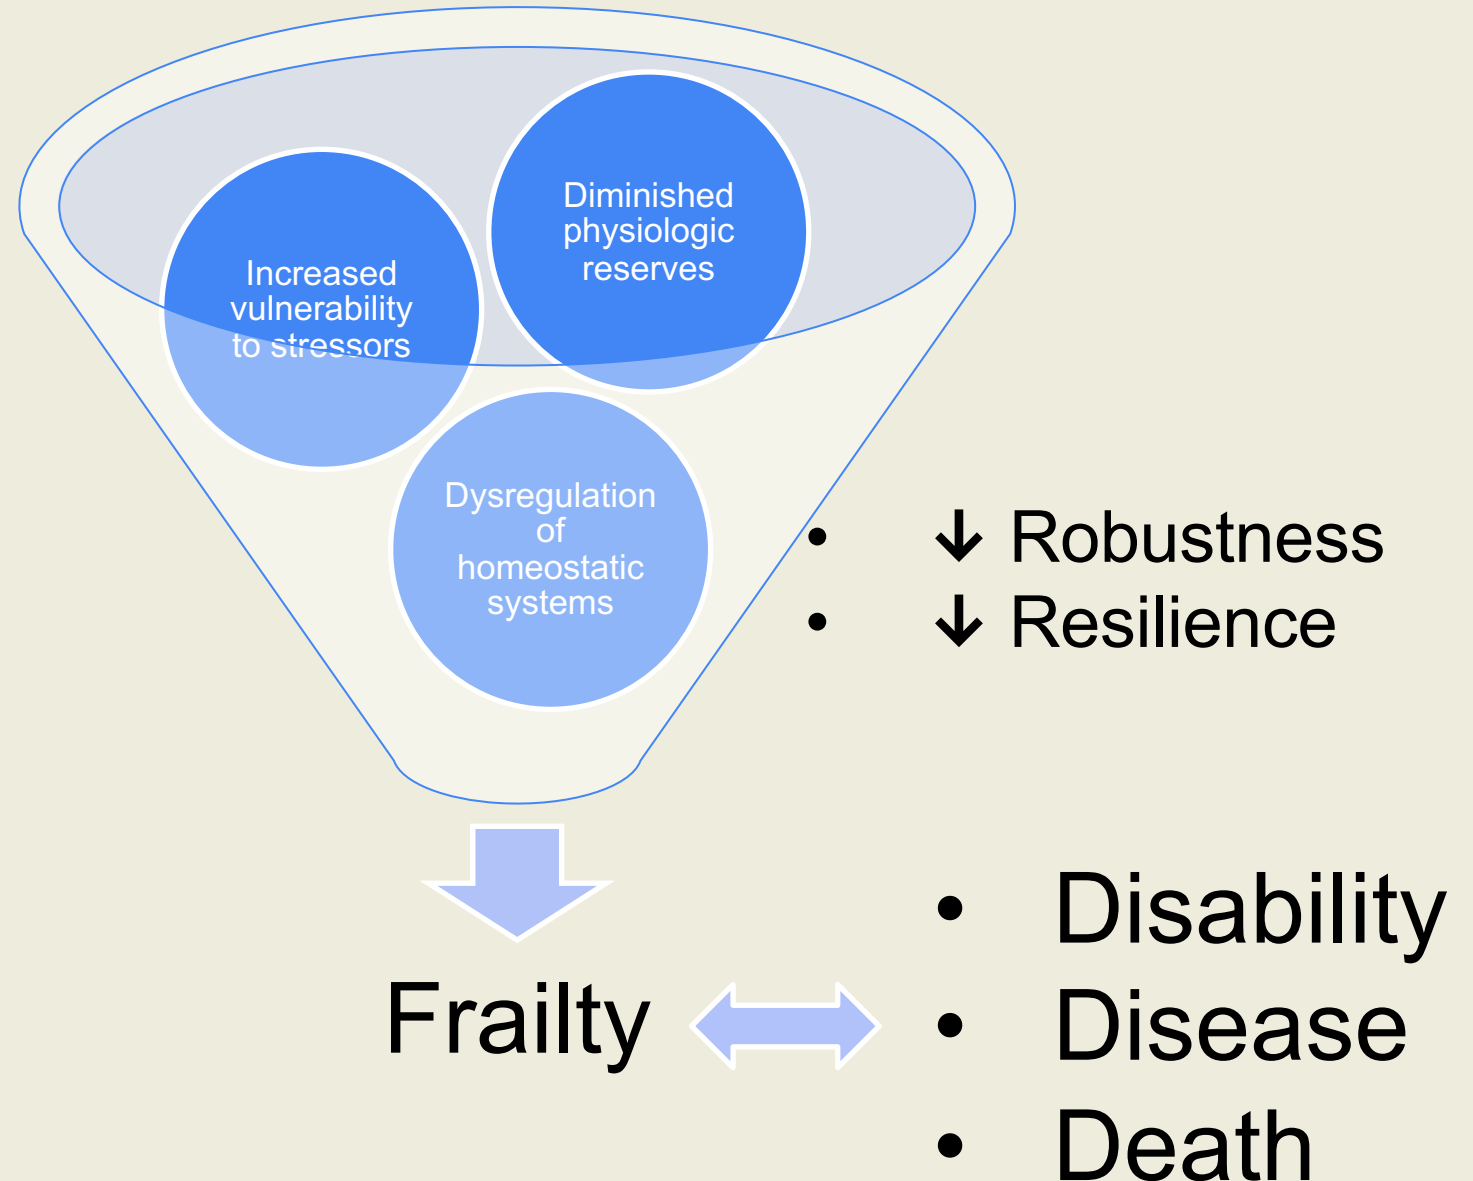 Diminished
physiologic
reserves
Increased
vulnerability
to stressors
Dysregulation
of
homeostatic
systems
• ↓ Robustness
• ↓ Resilience
Frailty
• Disability
• Disease
• Death